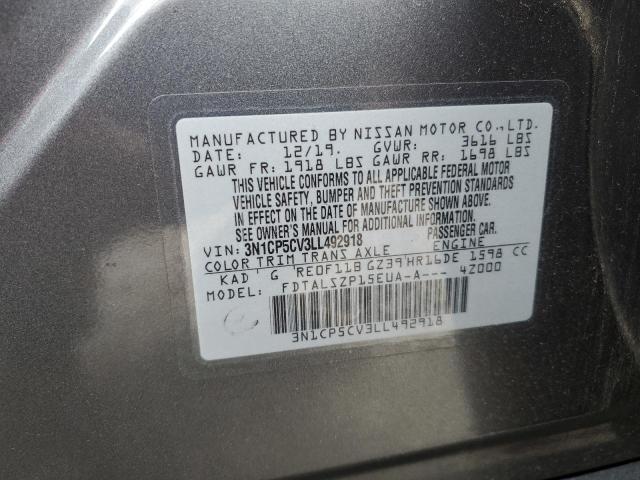 MANUFACTURED BY NISSAN MOTOR CO.,LTD.
DATE: 12/19. GVWR: 3616 LBS
GAWR FR: 1918 LBS GAWR RR: 1698 LBS
THIS VEHICLE CONFORMS TO ALL APPLICABLE FEDERAL MOTOR
VEHICLE SAFETY, BUMPER AND THEFT PREVENTION STANDARDS
IN EFFECT ON THE DATE OF MANUFACTURE SHOWN ABOVE.
SEE OWNER'S MANUAL FOR ADDITIONAL INFORMATION.
VIN: 3N1CP5CV3LL492918 PASSENGER CAR.
COLOR TRIM TRANS AXLE ENGINE
KAD G RE0F11B GZ39 HR16DE 1598 CC
MODEL: FDTALSZP15EUA-A--- 42000
3N1CP5CV3LL492918